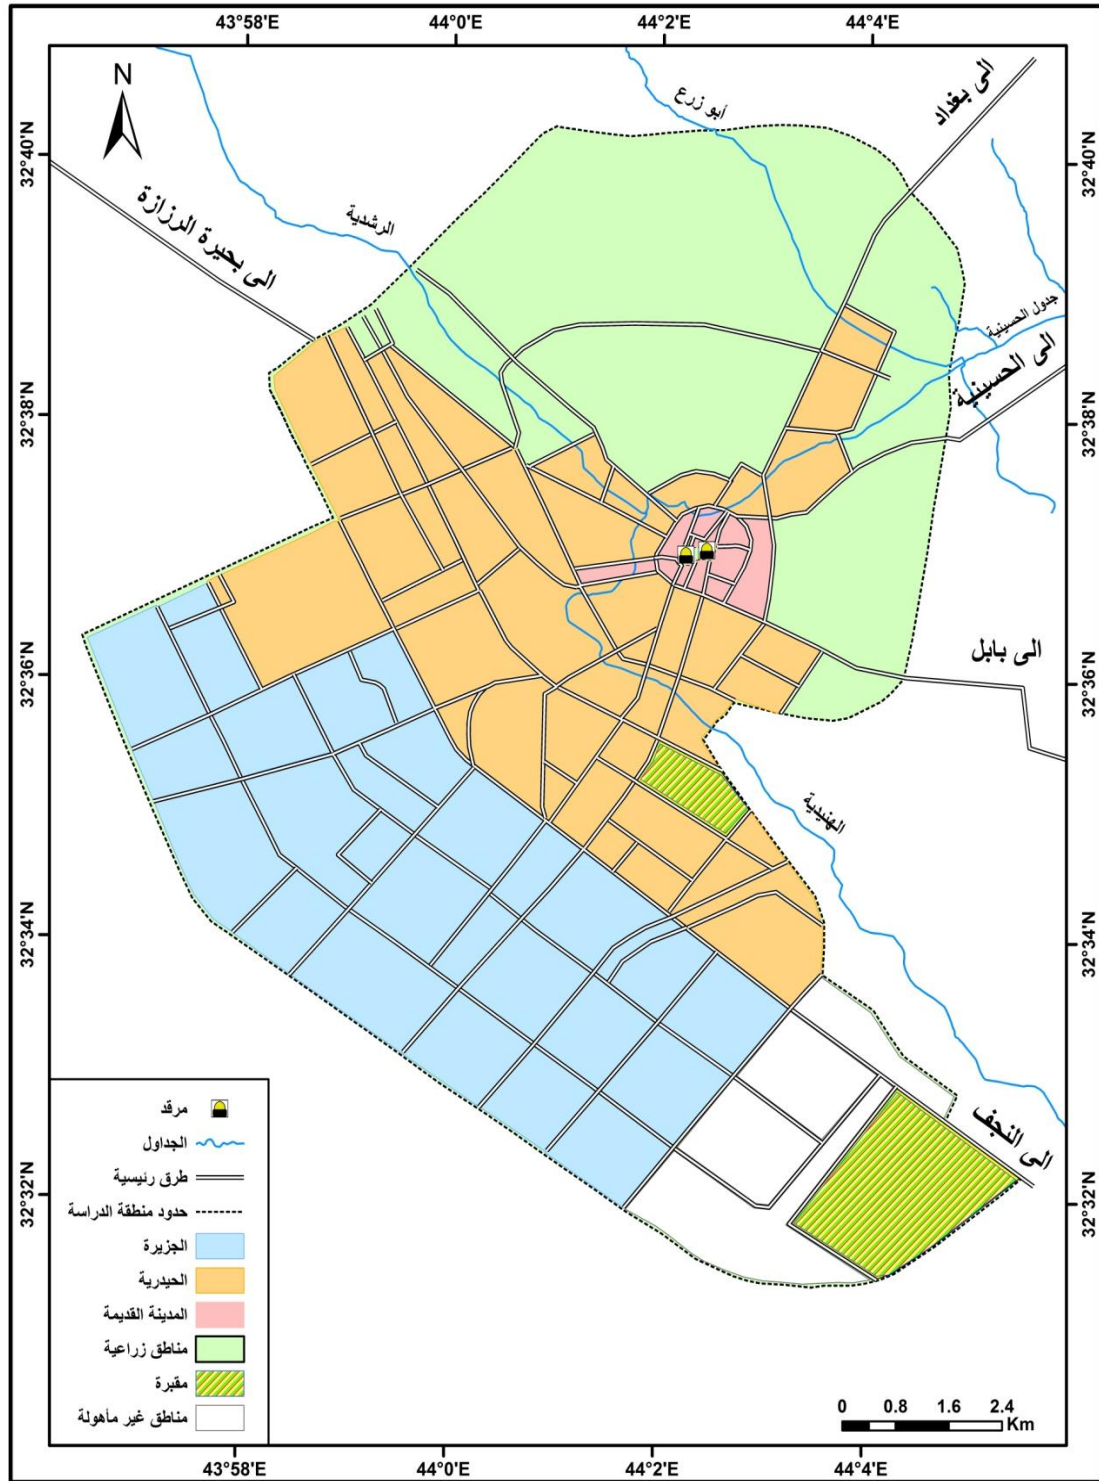 43°58'E
44°0'E
44°2'E
44°4'E
N
32°40'N
32°40'N
الى بغداد
أبو زرع
الرشدية
الى بحيرة الرزازة
جدول الحسينية
الى الحسينية
32°38'N
32°38'N
الى بابل
32°36'N
32°36'N
الهنيدية
32°34'N
32°34'N
الى النجف
32°32'N
32°32'N
مرقد
الجداول
طرق رئيسية
حدود منطقة الدراسة
الجزيرة
الحيدرية
المدينة القديمة
مناطق زراعية
مقبرة
مناطق غير مأهولة
0 0.8 1.6 2.4
Km
43°58'E
44°0'E
44°2'E
44°4'E